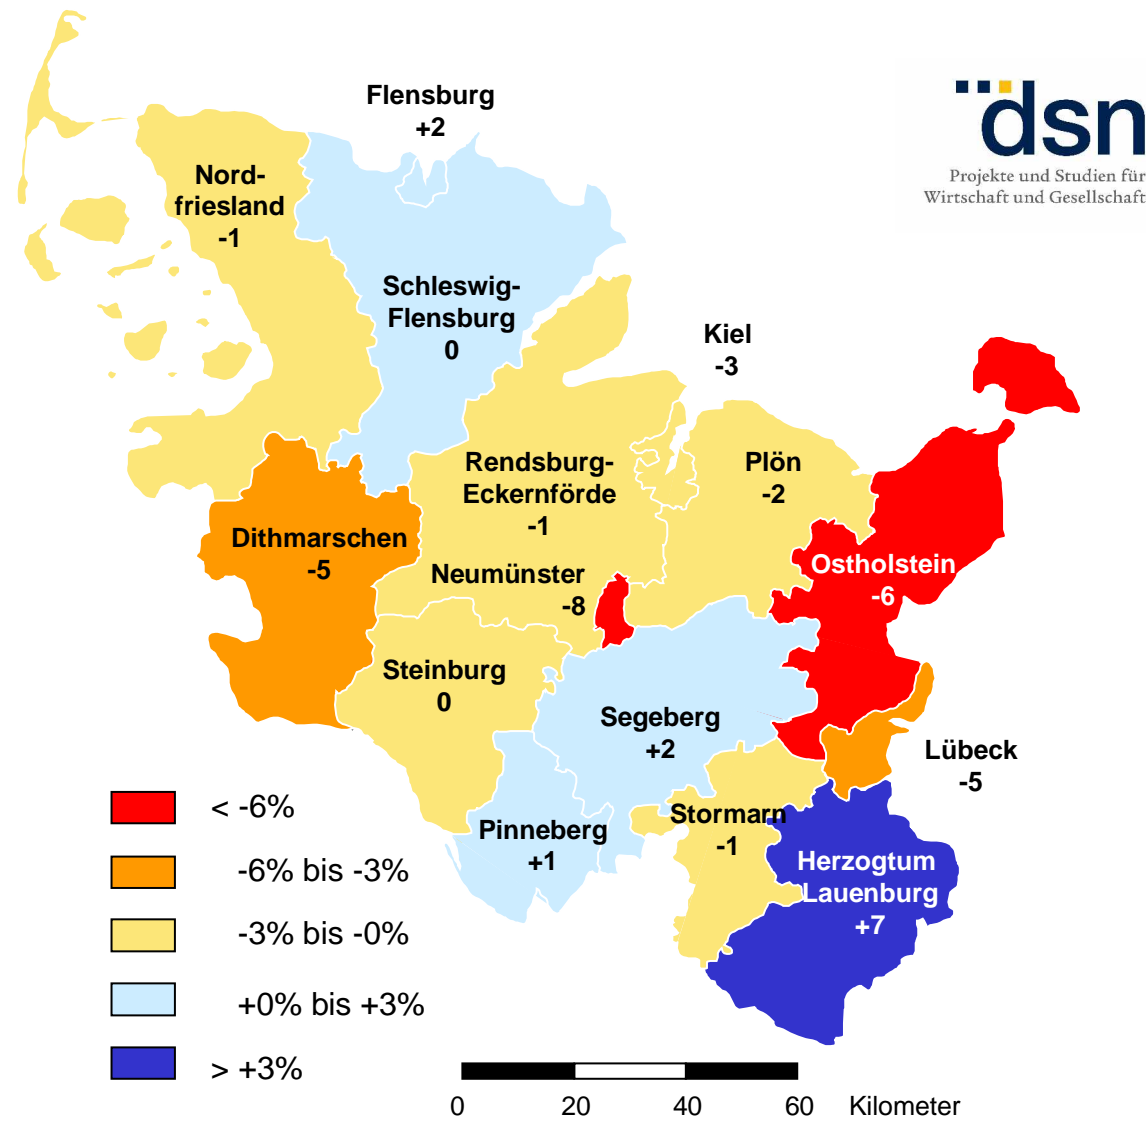 Flensburg
+2
dsn
Projekte und Studien für
Wirtschaft und Gesellschaft
Nord-
friesland
-1
Schleswig-
Flensburg
0
Kiel
-3
Rendsburg-
Eckernförde
-1
Plön
-2
Dithmarschen
-5
Ostholstein
-6
Neumünster
-8
Steinburg
0
Segeberg
+2
Lübeck
-5
Stormarn
-1
Pinneberg
+1
Herzogtum
Lauenburg
+7
< -6%
-6% bis -3%
-3% bis -0%
+0% bis +3%
> +3%
0 20 40 60 Kilometer